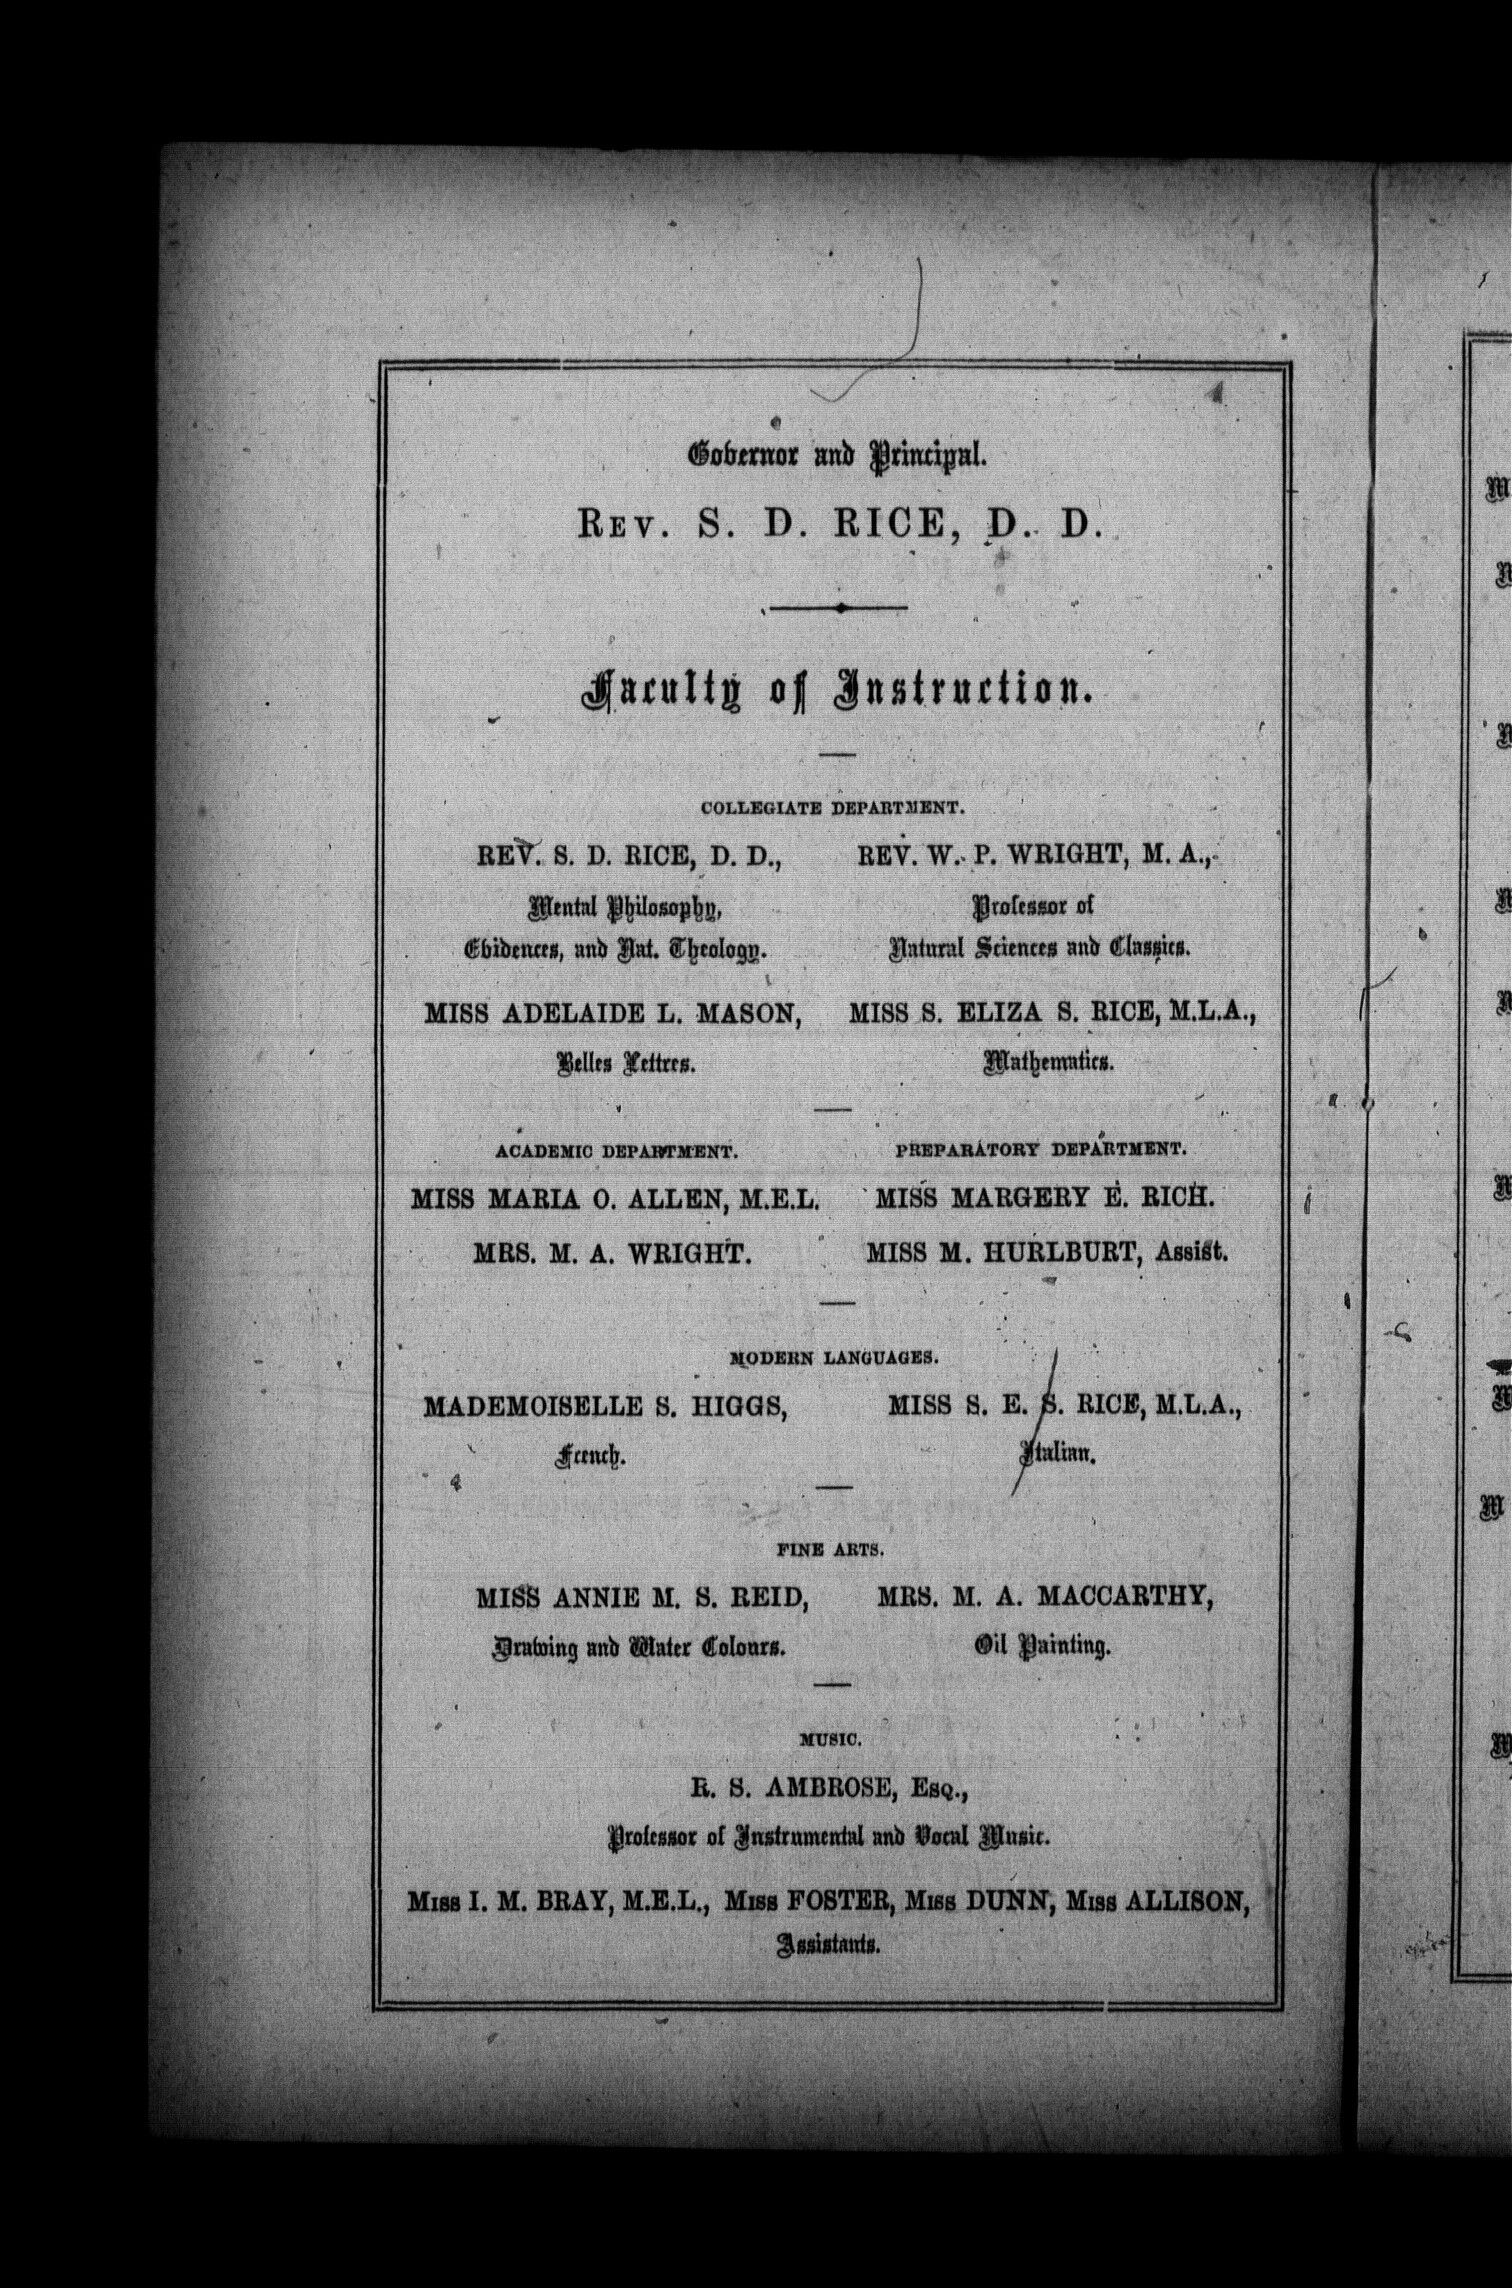 Governor and Principal.
REV. S. D. RICE, D. D.
Faculty of Instruction.
COLLEGIATE DEPARTMENT.
REV. S. D. RICE, D. D., REV. W. P. WRIGHT, M. A.,
Mental Philosophy, Professor of
Evidences, and Nat. Theology. Natural Sciences and Classics.
MISS ADELAIDE L. MASON, MISS S. ELIZA S. RICE, M.L.A.,
Belles Lettres. Mathematics.
ACADEMIC DEPARTMENT. PREPARATORY DEPARTMENT.
MISS MARIA O. ALLEN, M.E.L. MISS MARGERY E. RICH.
MRS. M. A. WRIGHT. MISS M. HURLBURT, Assist.
MODERN LANGUAGES.
MADEMOISELLE S. HIGGS, MISS S. E. S. RICE, M.L.A.,
French. Italian.
FINE ARTS.
MISS ANNIE M. S. REID, MRS. M. A. MACCARTHY,
Drawing and Water Colours. Oil Painting.
MUSIC.
R. S. AMBROSE, ESQ.,
Professor of Instrumental and Vocal Music.
MISS I. M. BRAY, M.E.L., MISS FOSTER, MISS DUNN, MISS ALLISON,
Assistants.